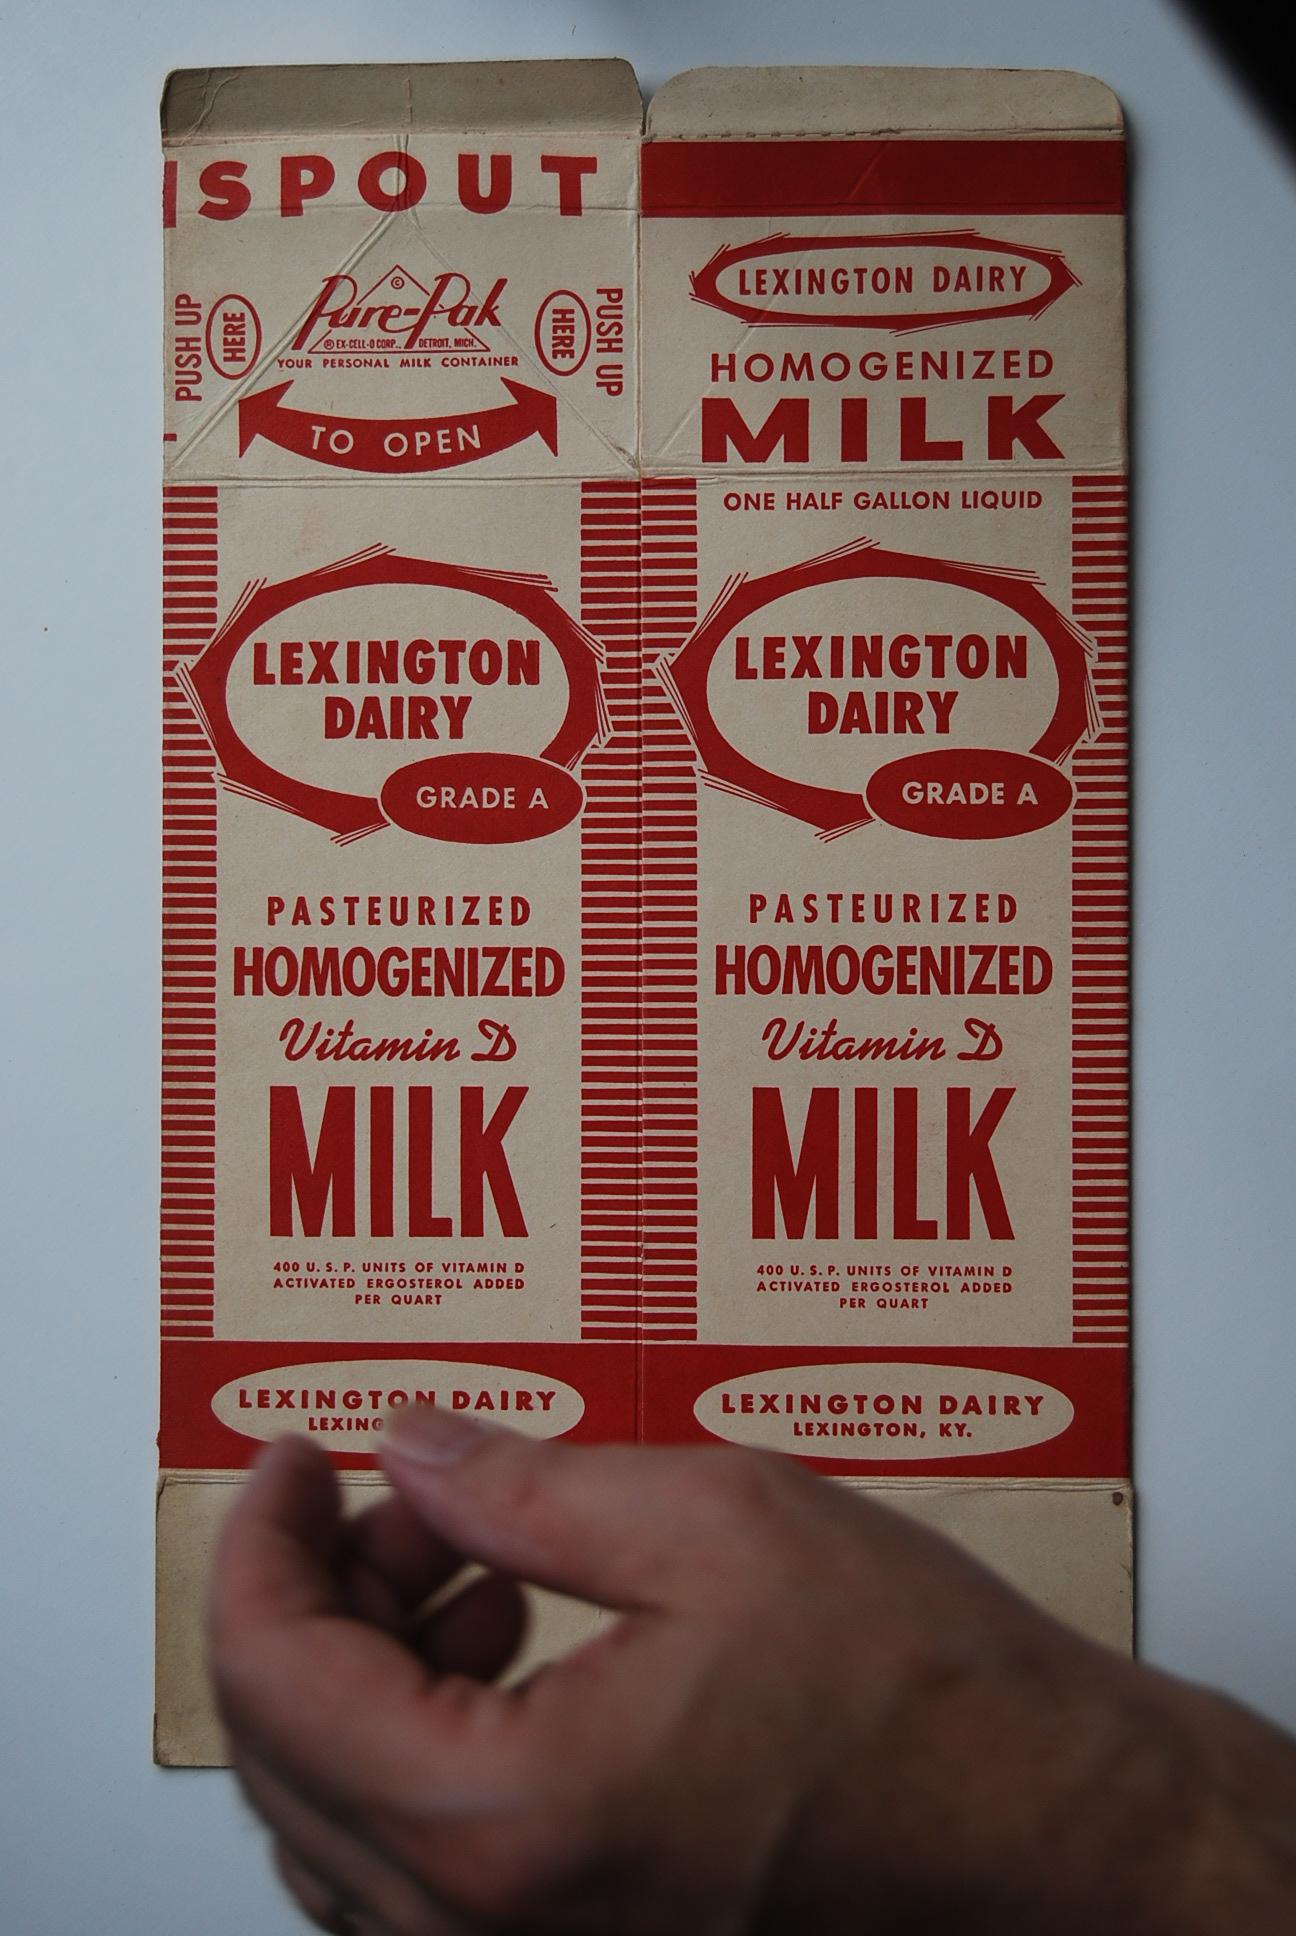 SPOUT
PUSH UP
HERE
Pure-Pak
©
® EX-CELL-O CORP., DETROIT, MICH.
YOUR PERSONAL MILK CONTAINER
HERE
PUSH UP
TO OPEN
LEXINGTON
DAIRY
GRADE A
PASTEURIZED
HOMOGENIZED
Vitamin D
MILK
400 U. S. P. UNITS OF VITAMIN D
ACTIVATED ERGOSTEROL ADDED
PER QUART
LEXINGTON DAIRY
LEXINGTON DAIRY
HOMOGENIZED
MILK
ONE HALF GALLON LIQUID
LEXINGTON
DAIRY
GRADE A
PASTEURIZED
HOMOGENIZED
Vitamin D
MILK
400 U. S. P. UNITS OF VITAMIN D
ACTIVATED ERGOSTEROL ADDED
PER QUART
LEXINGTON DAIRY
LEXINGTON, KY.